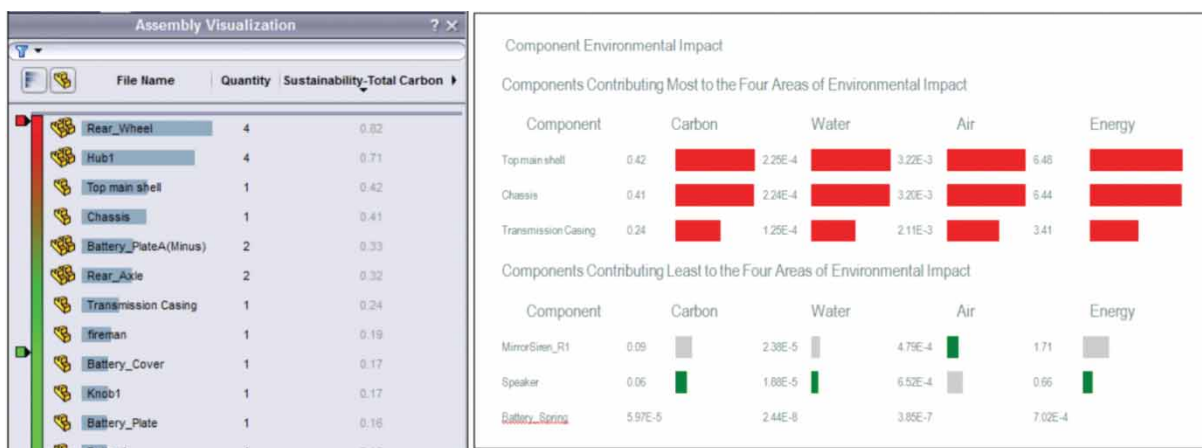 Assembly Visualization ? ×
File Name Quantity Sustainability-Total Carbon
Rear_Wheel 4 0.82
Hub1 4 0.71
Top main shell 1 0.42
Chassis 1 0.41
Battery_PlateA(Minus) 2 0.33
Rear_Axle 2 0.32
Transmission Casing 1 0.24
fireman 1 0.19
Battery_Cover 1 0.17
Knob1 1 0.17
Battery_Plate 1 0.16
Component Environmental Impact
Components Contributing Most to the Four Areas of Environmental Impact
Component Carbon Water Air Energy
Top main shell 0.42 2.25E-4 3.22E-3 6.48
Chassis 0.41 2.24E-4 3.20E-3 6.44
Transmission Casing 0.24 1.25E-4 2.11E-3 3.41
Components Contributing Least to the Four Areas of Environmental Impact
Component Carbon Water Air Energy
MirrorSiren_R1 0.09 2.38E-5 4.79E-4 1.71
Speaker 0.06 1.88E-5 6.52E-4 0.66
Battery_Spring 5.97E-5 2.44E-8 3.85E-7 7.02E-4